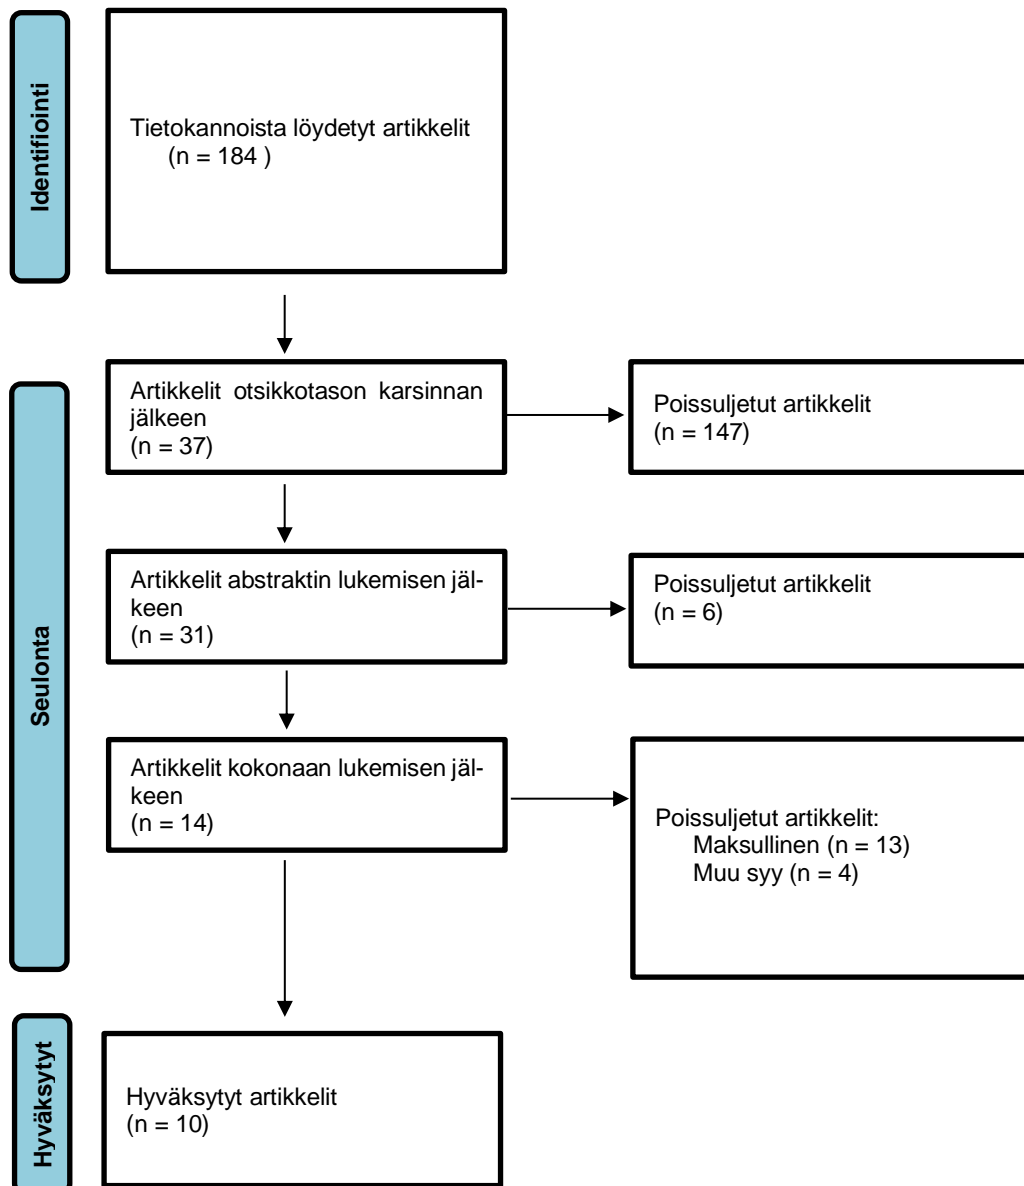 Identifiointi
Tietokannoista löydetyt artikkelit
(n = 184 )
Seulonta
Artikkelit otsikkotason karsinnan
jälkeen
(n = 37)
Poissuljetut artikkelit
(n = 147)
Artikkelit abstraktin lukemisen jäl-
keen
(n = 31)
Poissuljetut artikkelit
(n = 6)
Artikkelit kokonaan lukemisen jäl-
keen
(n = 14)
Poissuljetut artikkelit:
Maksullinen (n = 13)
Muu syy (n = 4)
Hyväksytyt
Hyväksytyt artikkelit
(n = 10)